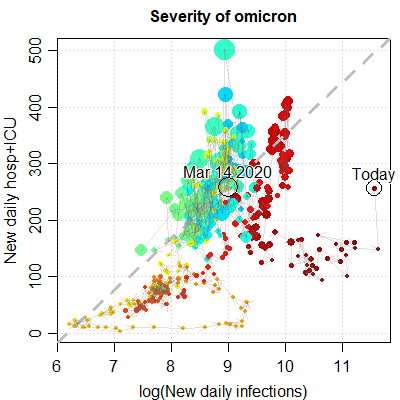 Severity of omicron
New daily hosp+ICU
500
400
300
200
100
0
Mar 14,2020
Today
6 7 8 9 10 11
log(New daily infections)